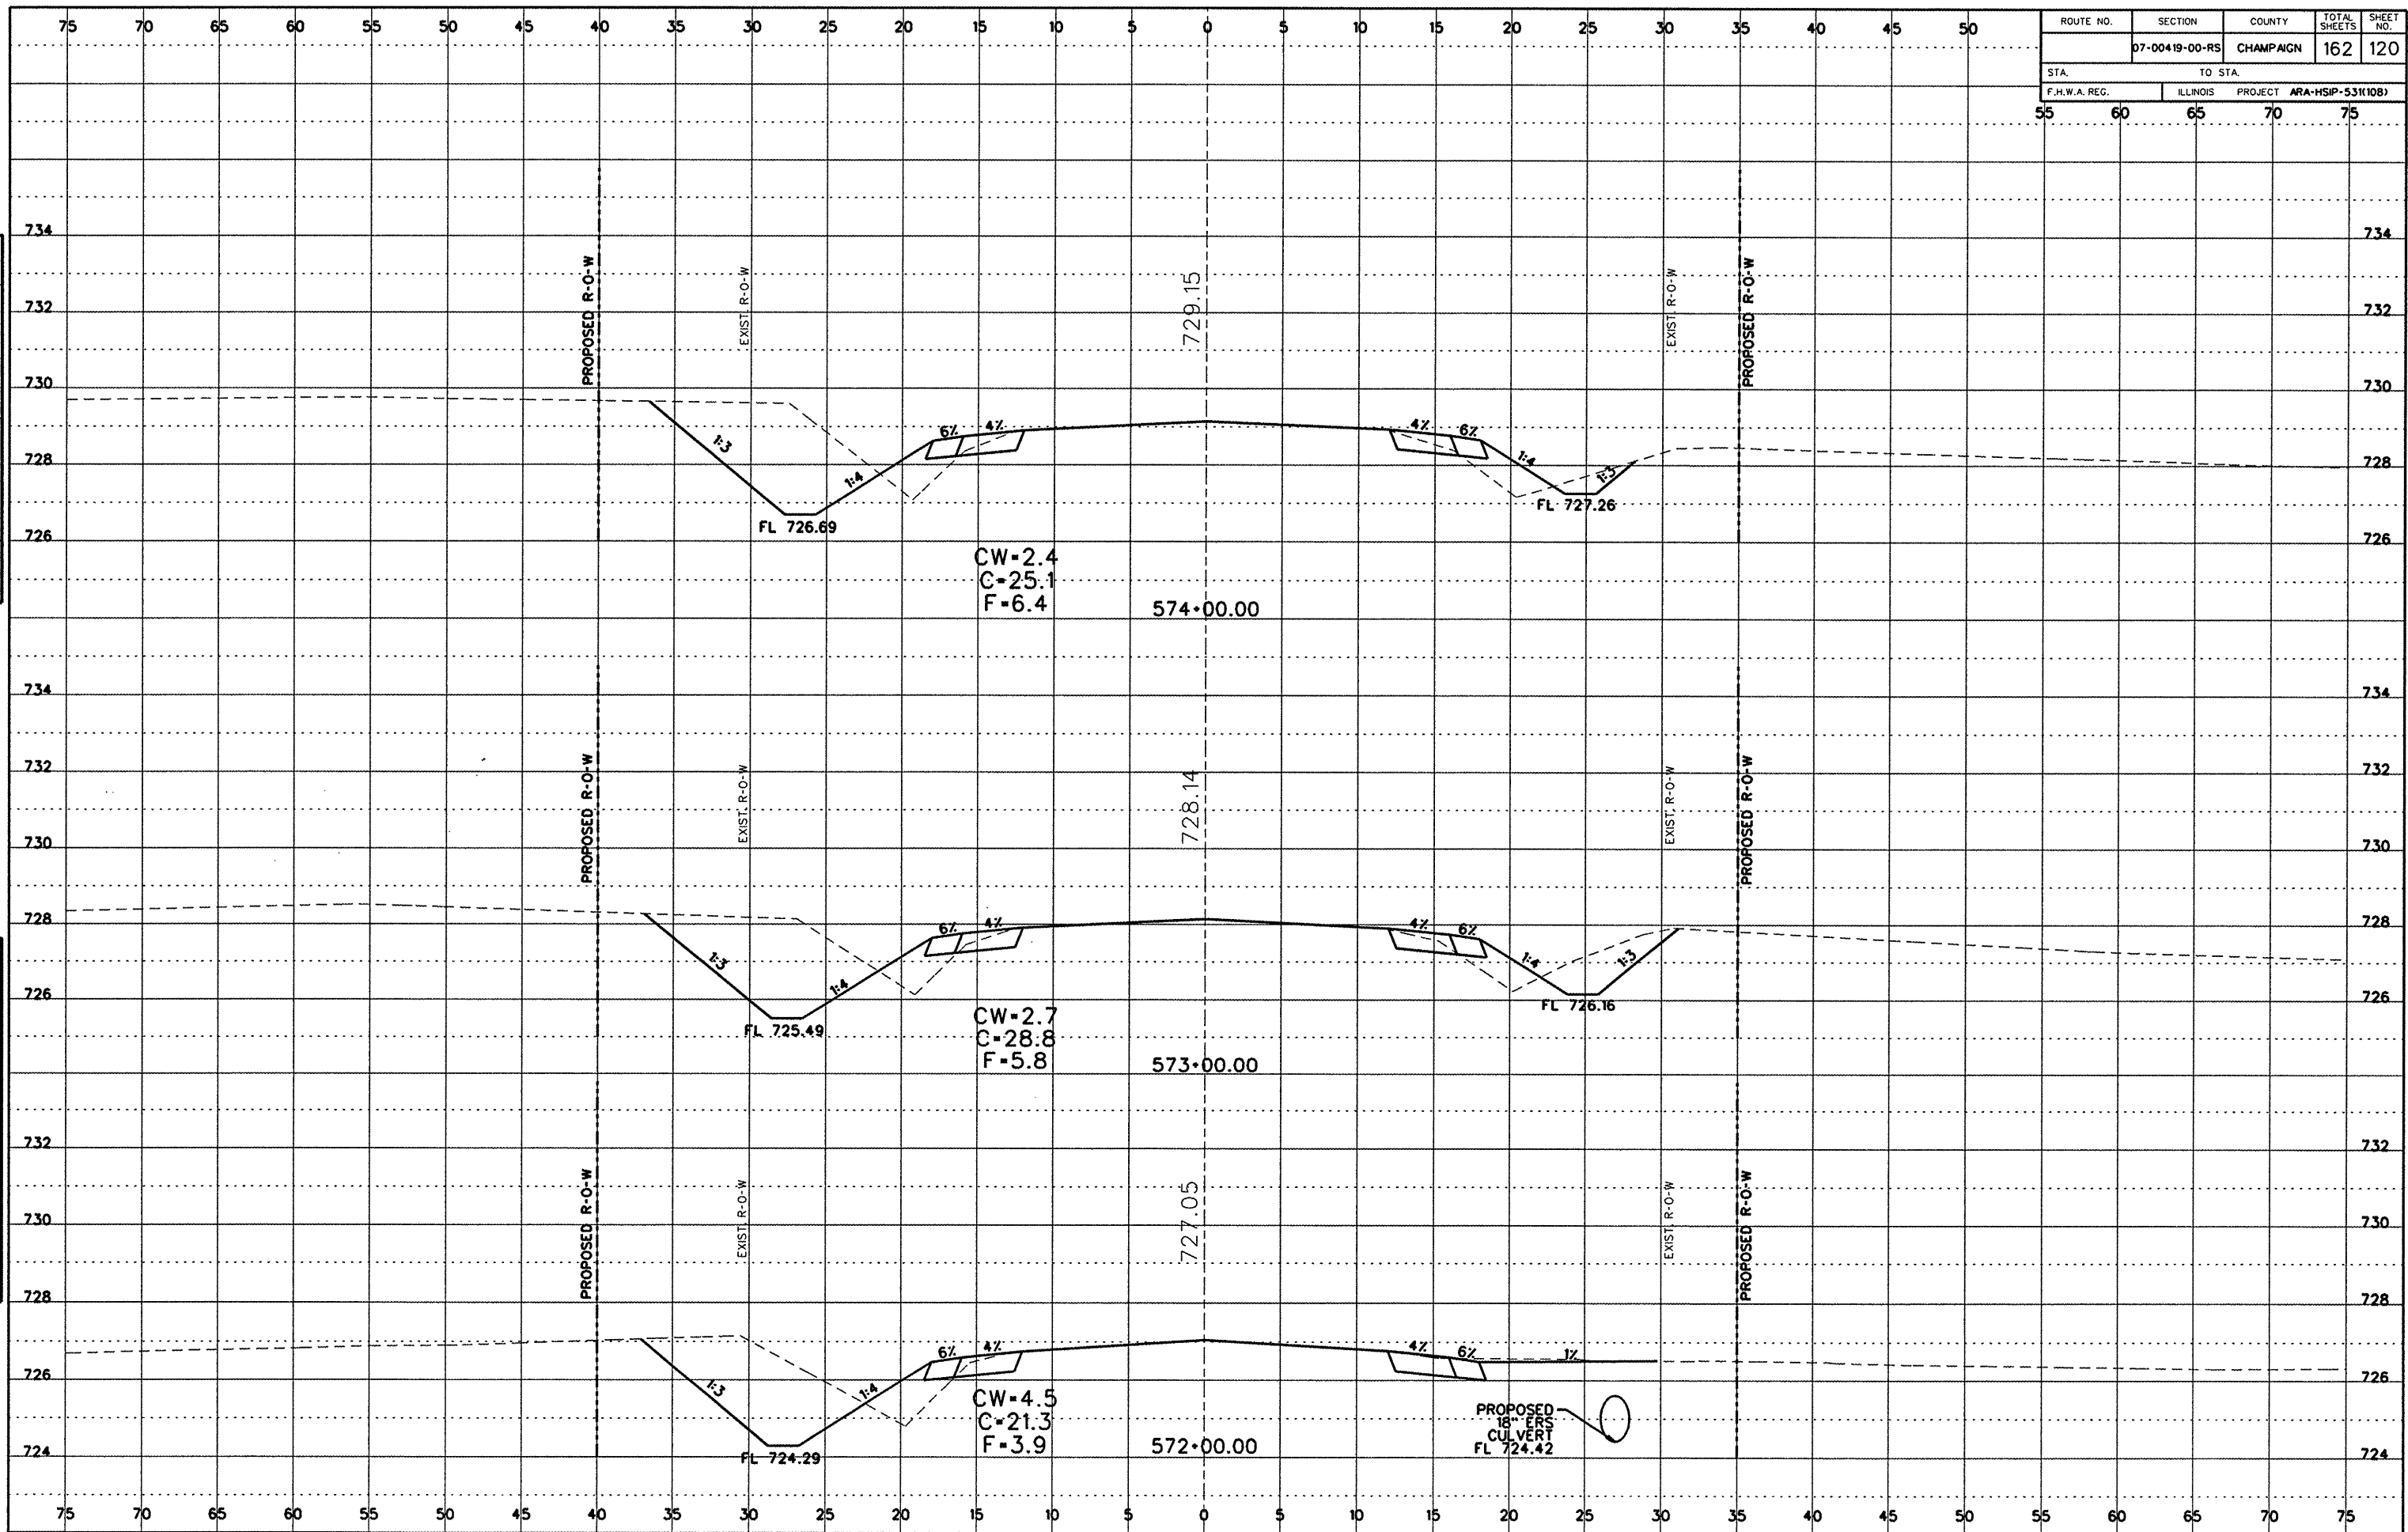 75 70 65 60 55 50 45 40 35 30 25 20 15 10 5 0 5 10 15 20 25 30 35 40 45 50
ROUTE NO. SECTION COUNTY TOTAL SHEETS SHEET NO.
07-00419-00-RS CHAMPAIGN 162 120
STA. TO STA.
F.H.W.A. REG. ILLINOIS PROJECT ARA-HSIP-531(108)
55 60 65 70 75
734 734
732 732
730 730
728 728
726 726
PROPOSED R-O-W
EXIST. R-O-W
729.15
EXIST. R-O-W
PROPOSED R-O-W
1:3
1:4
6%
4%
4%
6%
1:4
1:3
FL 726.69
FL 727.26
CW=2.4
C=25.1
F=6.4
574+00.00
734 734
732 732
730 730
728 728
726 726
PROPOSED R-O-W
EXIST. R-O-W
728.14
EXIST. R-O-W
PROPOSED R-O-W
1:3
1:4
6%
4%
4%
6%
1:4
1:3
FL 725.49
FL 726.16
CW=2.7
C=28.8
F=5.8
573+00.00
732 732
730 730
728 728
726 726
724 724
PROPOSED R-O-W
EXIST. R-O-W
727.05
EXIST. R-O-W
PROPOSED R-O-W
1:3
1:4
6%
4%
4%
6%
1%
FL 724.29
CW=4.5
C=21.3
F=3.9
572+00.00
PROPOSED
18" ERS
CULVERT
FL 724.42
75 70 65 60 55 50 45 40 35 30 25 20 15 10 5 0 5 10 15 20 25 30 35 40 45 50 55 60 65 70 75